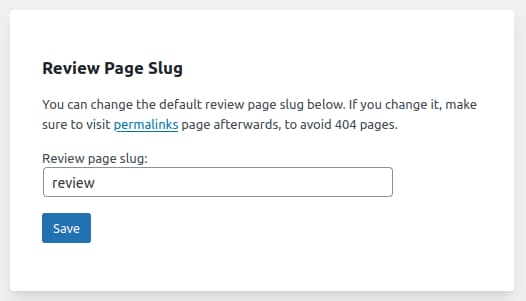 Review Page Slug
You can change the default review page slug below. If you change it, make
sure to visit permalinks page afterwards, to avoid 404 pages.
Review page slug:
review
Save